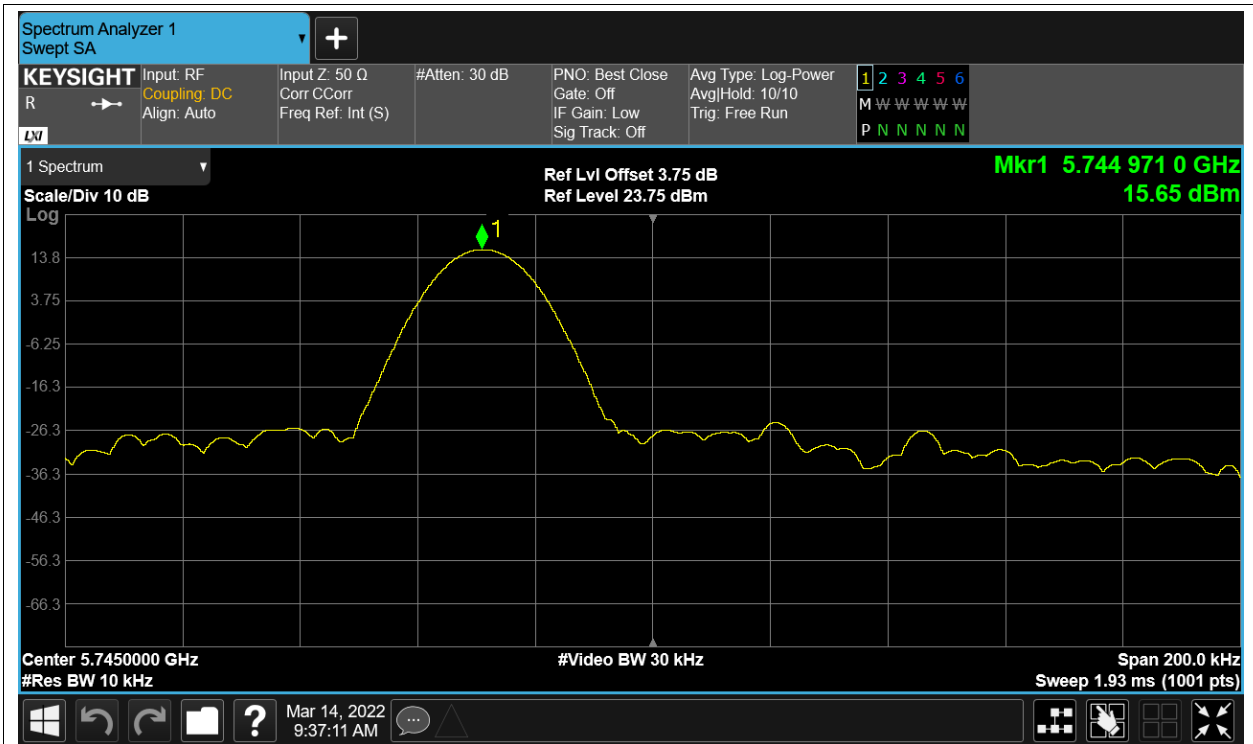 Spectrum Analyzer 1
Swept SA
KEYSIGHT
R
LXI
Input: RF
Coupling: DC
Align: Auto
Input Z: 50 Ω
Corr CCorr
Freq Ref: Int (S)
#Atten: 30 dB
PNO: Best Close
Gate: Off
IF Gain: Low
Sig Track: Off
Avg Type: Log-Power
Avg|Hold: 10/10
Trig: Free Run
1 2 3 4 5 6
M W W W W W
P N N N N N
1 Spectrum
Scale/Div 10 dB
Log
Ref Lvl Offset 3.75 dB
Ref Level 23.75 dBm
Mkr1 5.744 971 0 GHz
15.65 dBm
1
13.8
3.75
-6.25
-16.3
-26.3
-36.3
-46.3
-56.3
-66.3
Center 5.7450000 GHz
#Res BW 10 kHz
#Video BW 30 kHz
Span 200.0 kHz
Sweep 1.93 ms (1001 pts)
?
Mar 14, 2022
9:37:11 AM